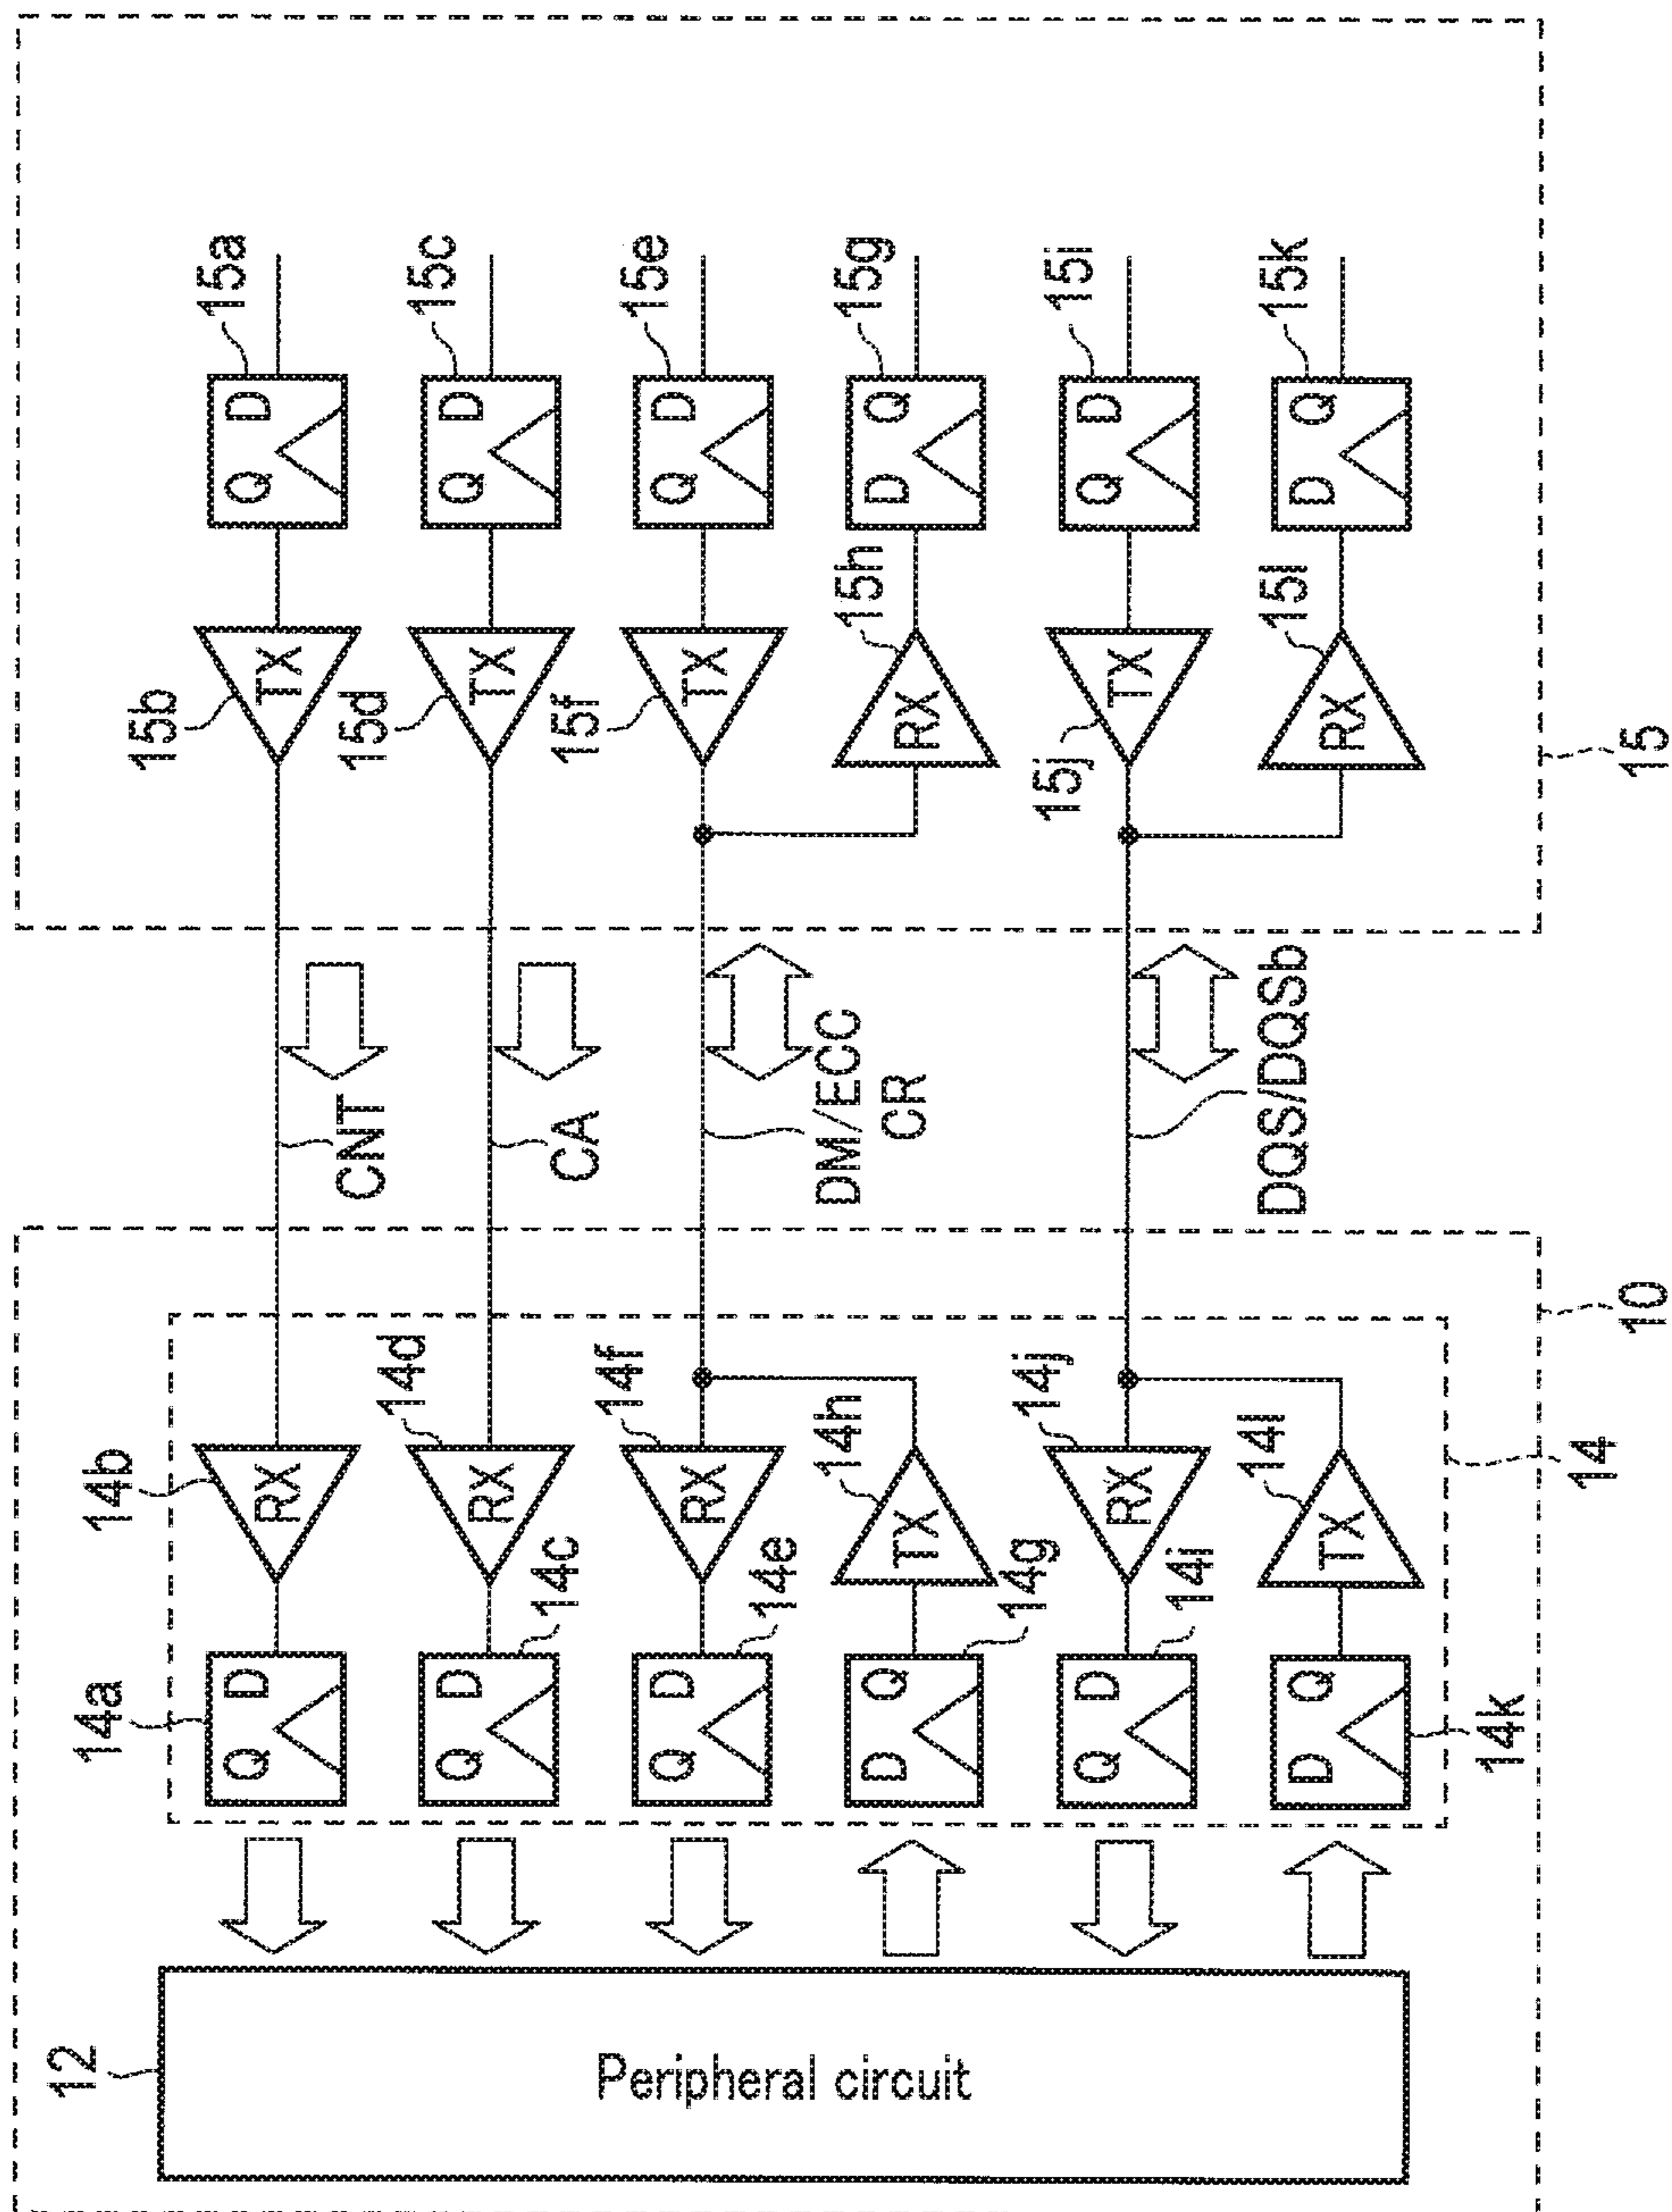 15a
15c
15e
15g
15i
15k
Q D
Q D
Q D
D Q
Q D
D Q
15b
15d
15f
15h
15j
15l
TX
TX
TX
RX
TX
RX
15
CNT
CA
DM/ECC
CR
DQS/DQSb
10
14b
14d
14f
14h
14j
14l
RX
RX
RX
TX
RX
TX
14
14a
14c
14e
14g
14i
14k
Q D
Q D
Q D
D Q
Q D
D Q
12
Peripheral circuit